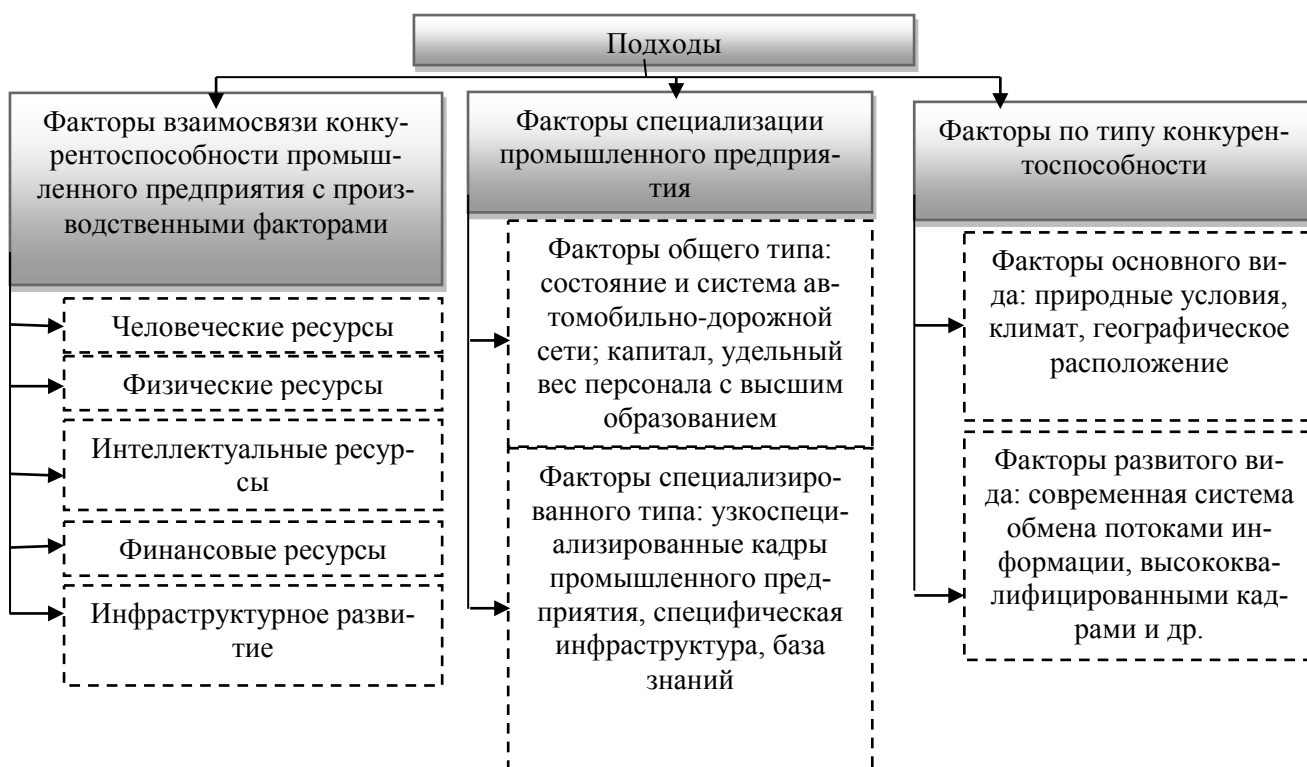 Подходы
Факторы взаимосвязи конку-
рентоспособности промыш-
ленного предприятия с произ-
водственными факторами
Человеческие ресурсы
Физические ресурсы
Интеллектуальные ресур-
сы
Финансовые ресурсы
Инфраструктурное разви-
тие
Факторы специализации
промышленного предприя-
тия
Факторы общего типа:
состояние и система ав-
томобильно-дорожной
сети; капитал, удельный
вес персонала с высшим
образованием
Факторы специализиро-
ванного типа: узкоспеци-
ализированные кадры
промышленного пред-
приятия, специфическая
инфраструктура, база
знаний
Факторы по типу конкурен-
тоспособности
Факторы основного ви-
да: природные условия,
климат, географическое
расположение
Факторы развитого ви-
да: современная система
обмена потоками ин-
формации, высококва-
лифицированными кад-
рами и др.